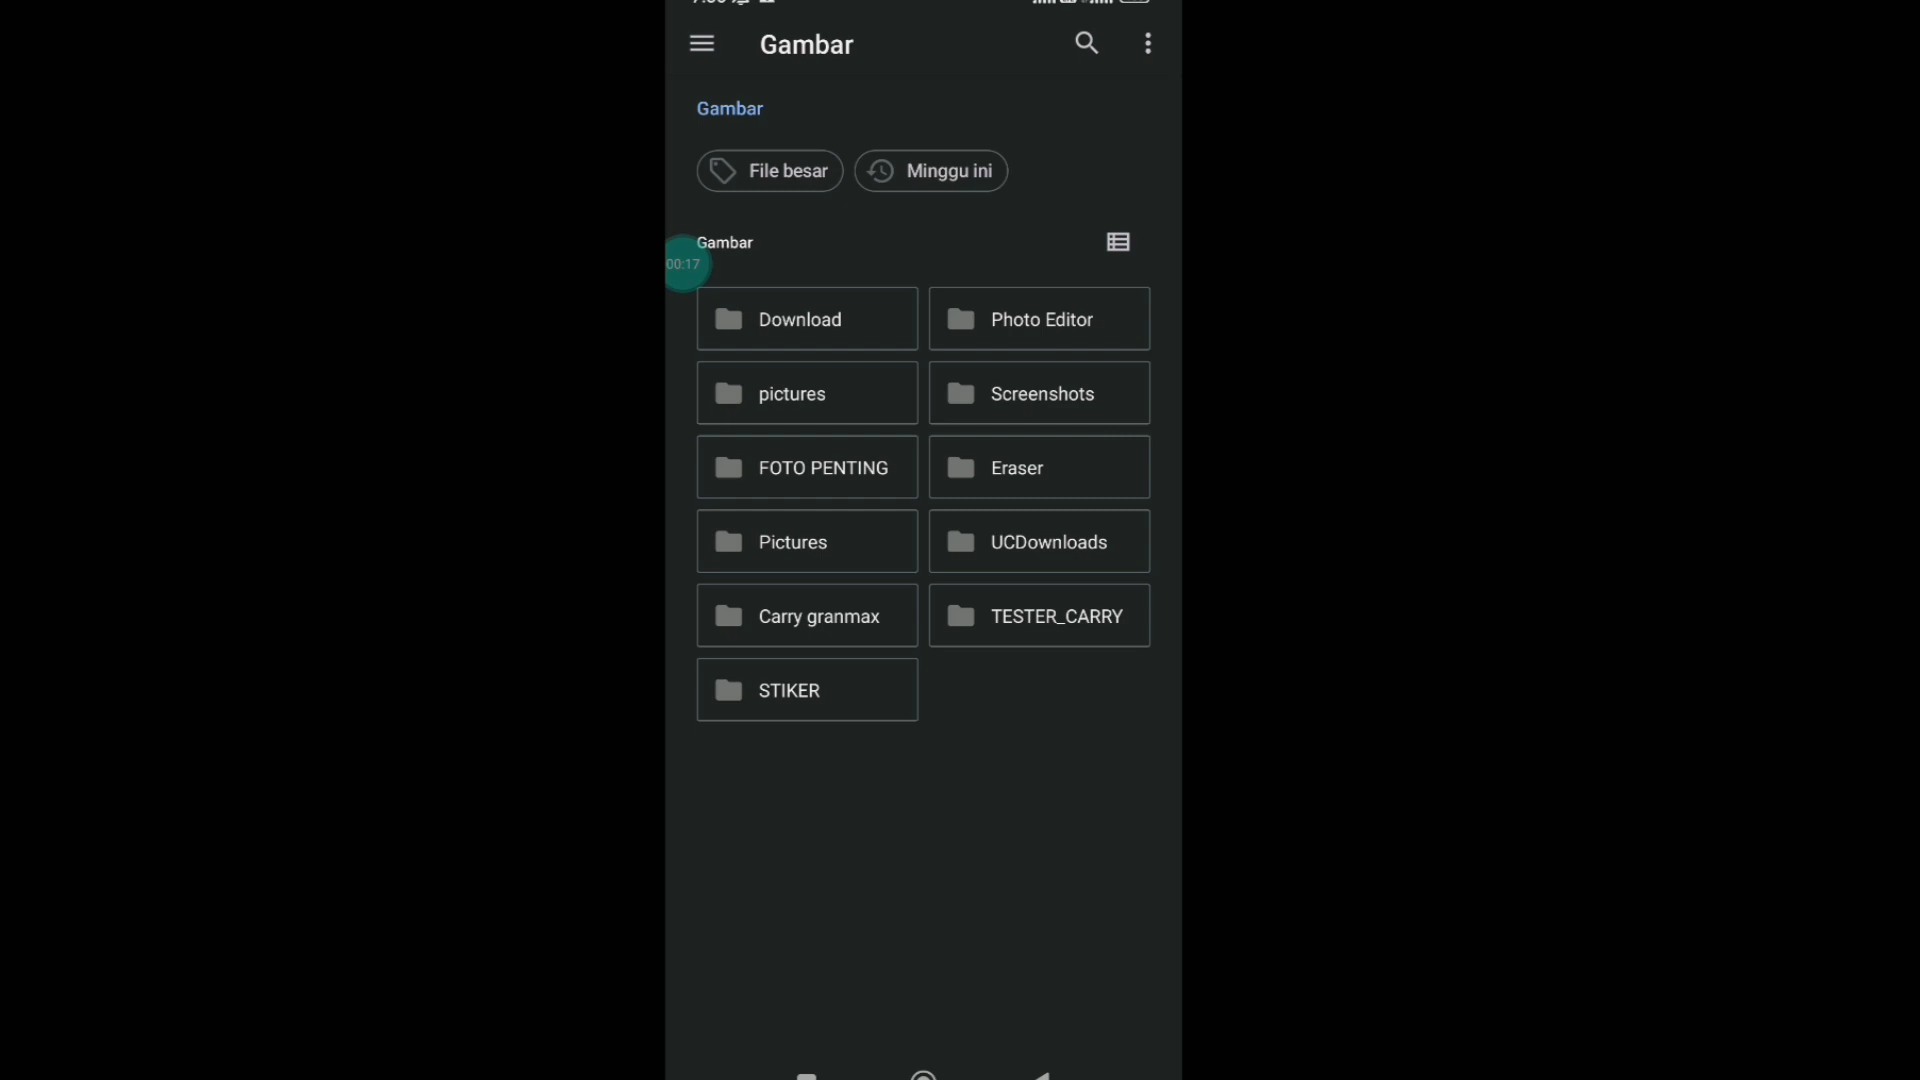 Gambar
Gambar
File besar
Minggu ini
Gambar
00:17
Download
Photo Editor
pictures
Screenshots
FOTO PENTING
Eraser
Pictures
UCDownloads
Carry granmax
TESTER_CARRY
STIKER